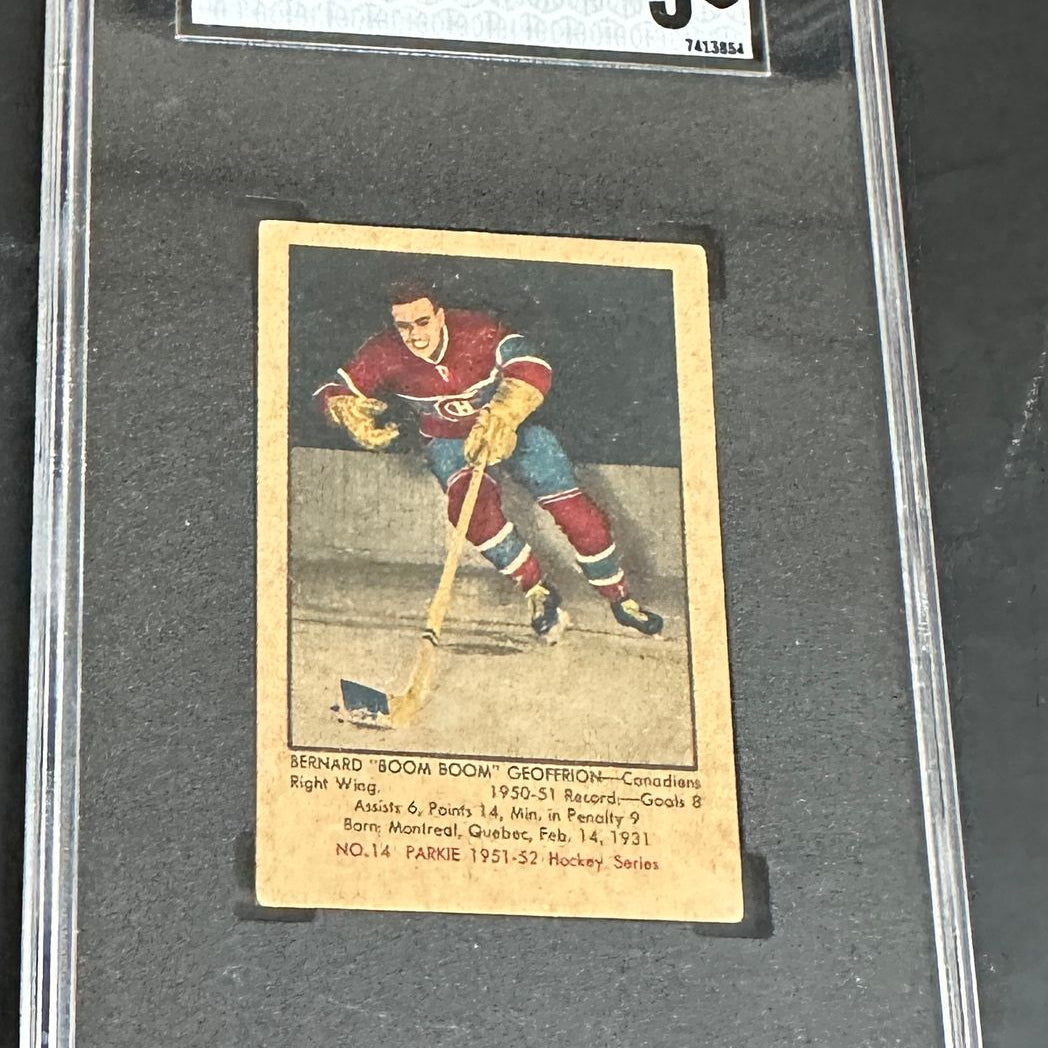 7413854
BERNARD "BOOM BOOM" GEOFFRION—Canadiens
Right Wing, 1950-51 Record:—Goals 8
Assists 6, Points 14, Min. in Penalty 9
Born: Montreal, Quebec, Feb. 14, 1931
NO.14 PARKIE 1951-52 Hockey Series